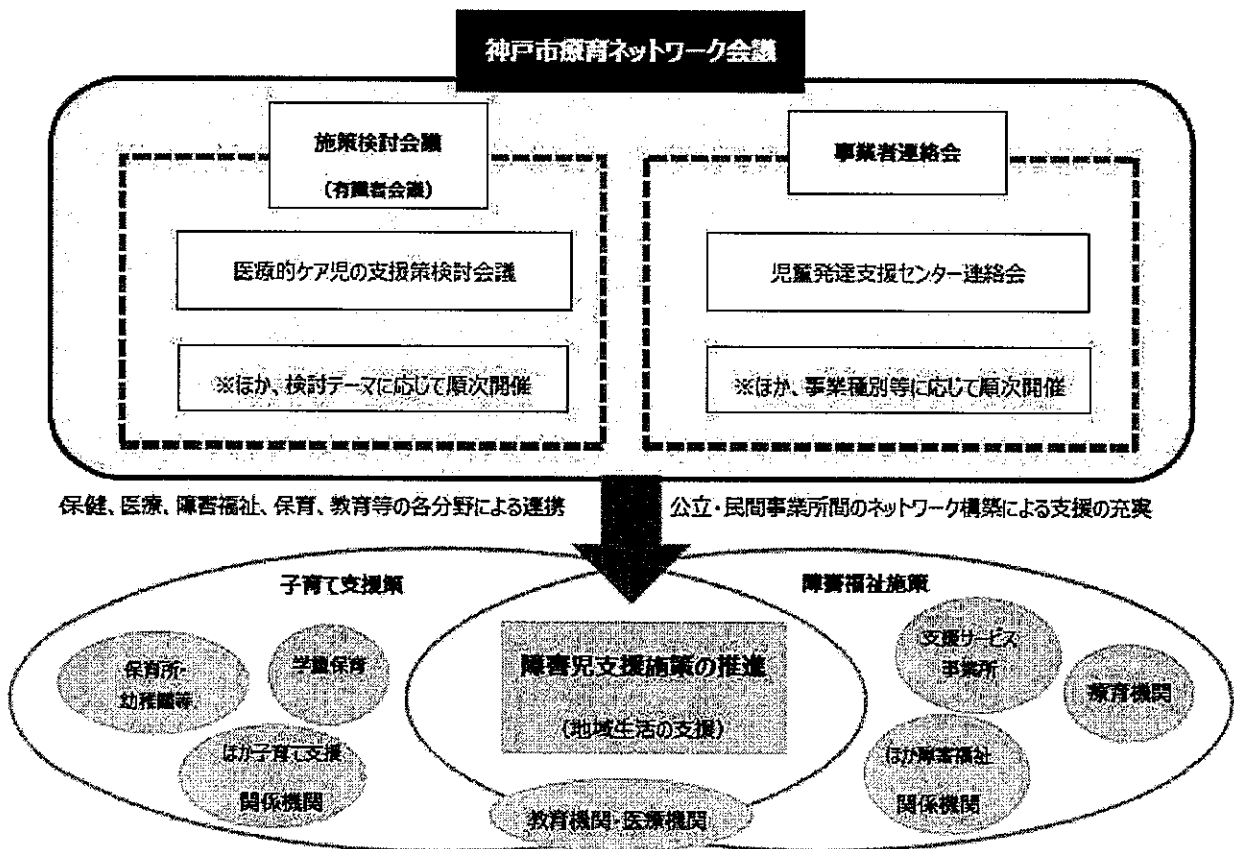 神戸市療育ネットワーク会議
施策検討会議
（有識者会議）
医療的ケア児の支援策検討会議
※ほか、検討テーマに応じて順次開催
事業者連絡会
児童発達支援センター連絡会
※ほか、事業種別等に応じて順次開催
保健、医療、障害福祉、保育、教育等の各分野による連携
公立・民間事業所間のネットワーク構築による支援の充実
子育て支援策
保育所・
幼稚園等
学童保育
ほか子育て支援
関係機関
障害児支援施策の推進
（地域生活の支援）
教育機関・医療機関
障害福祉施策
支援サービス
事業所
療育機関
ほか障害福祉
関係機関